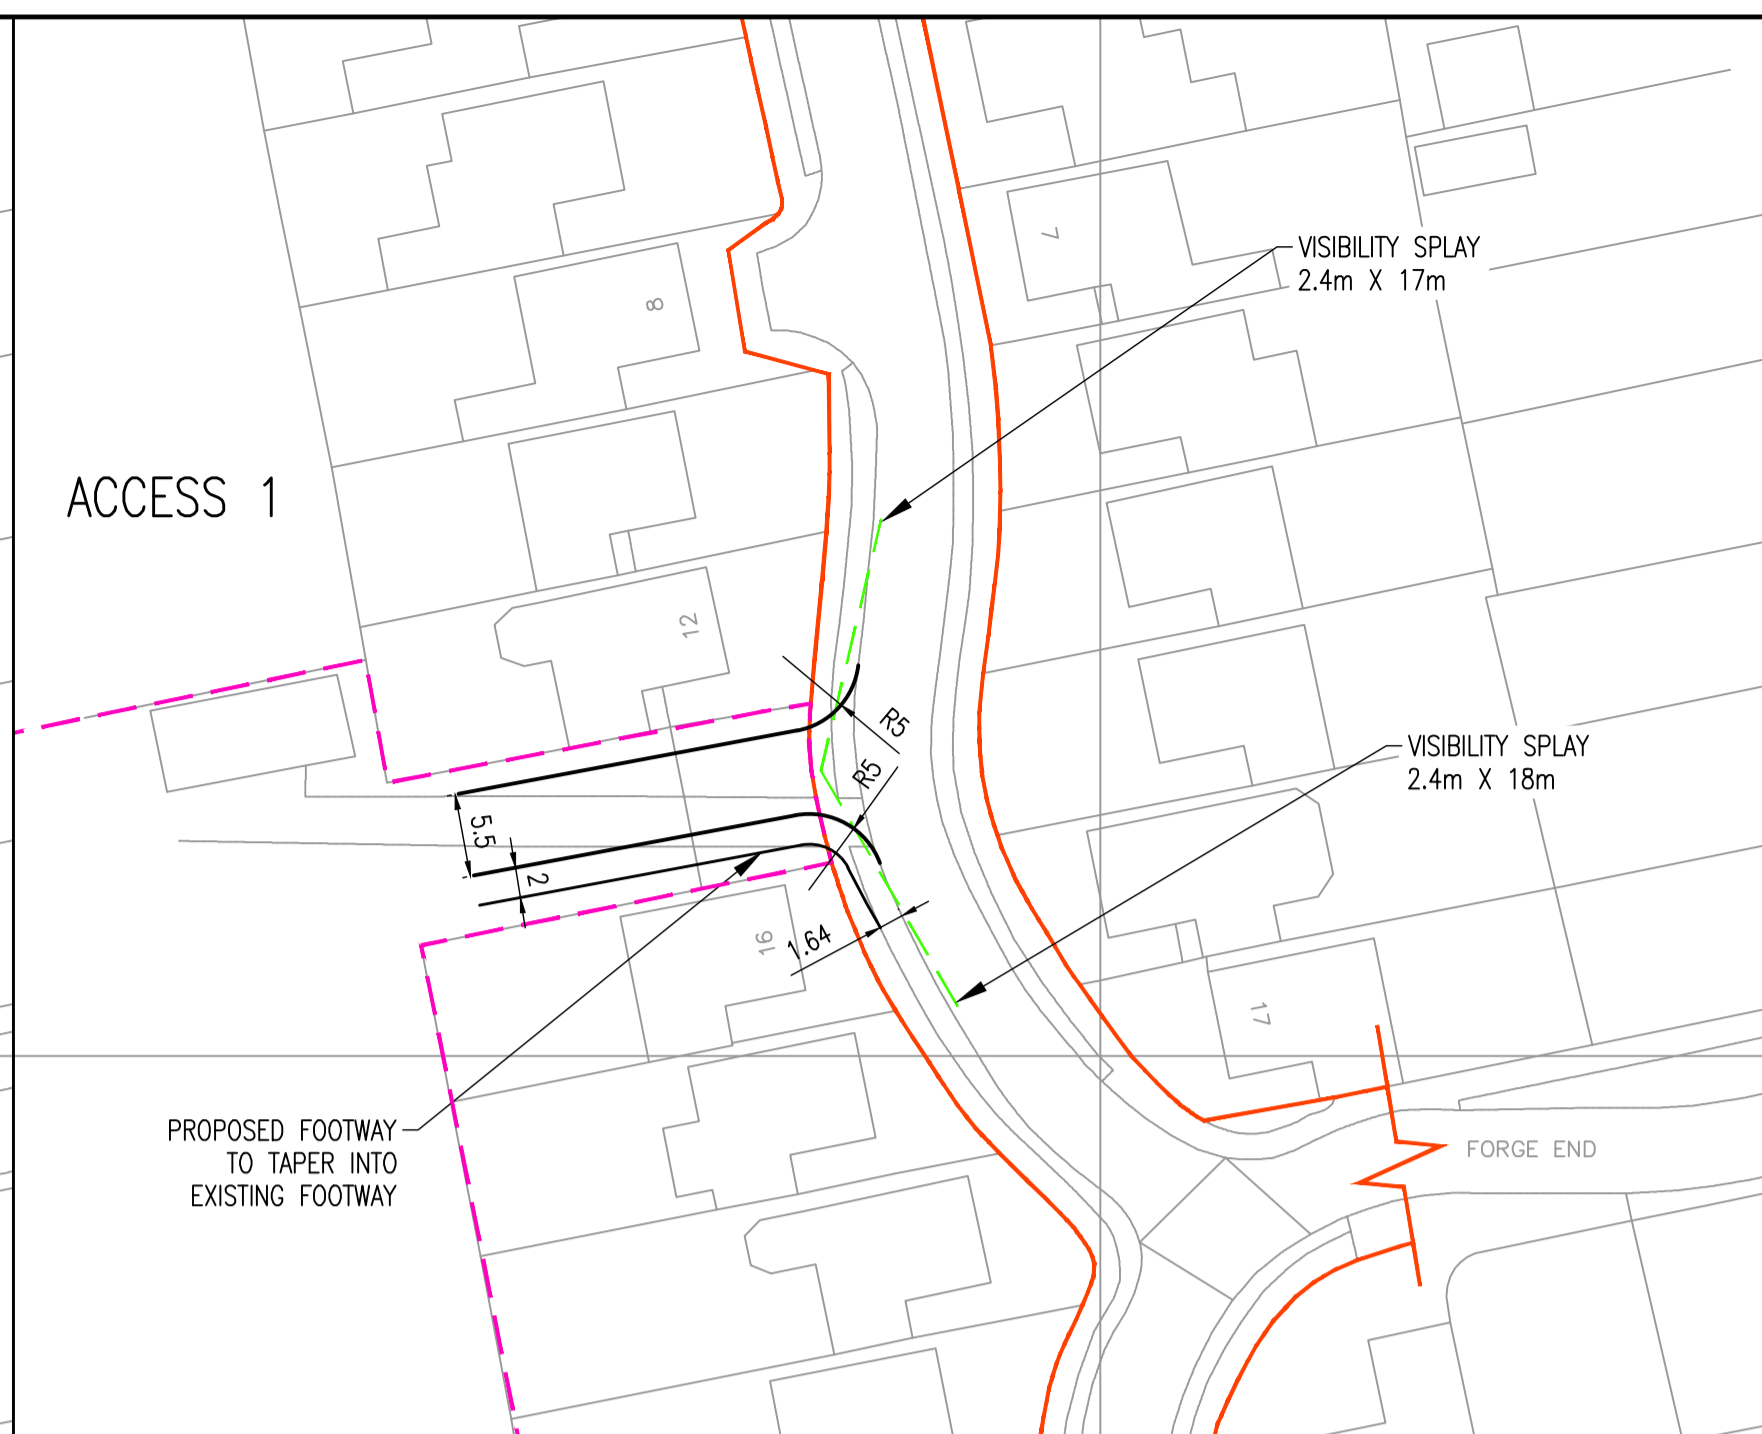 VISIBILITY SPLAY
2.4m X 17m
7
8
ACCESS 1
12
R5
R5
VISIBILITY SPLAY
2.4m X 18m
5.5
2
1.64
16
17
PROPOSED FOOTWAY
TO TAPER INTO
EXISTING FOOTWAY
FORGE END